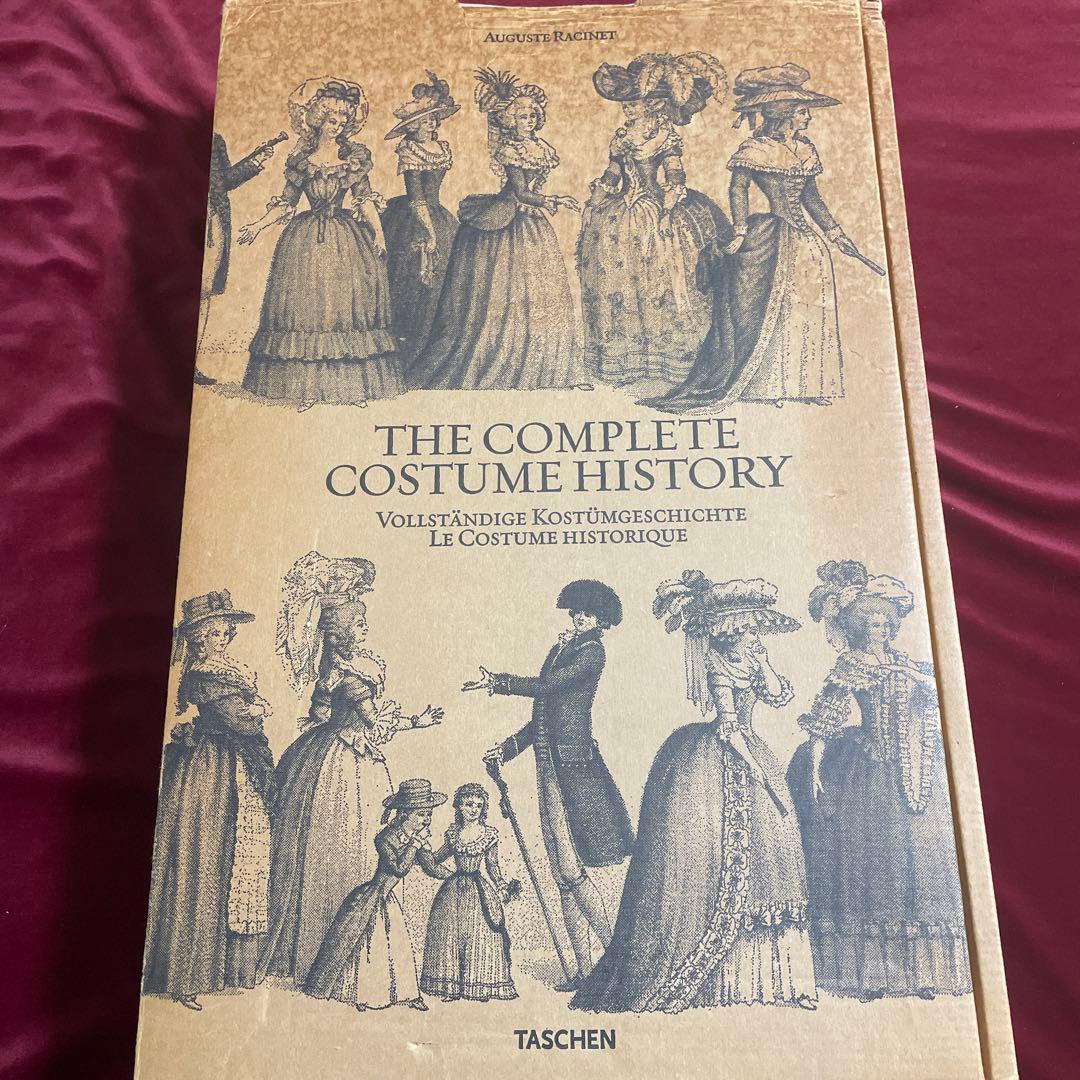 AUGUSTE RACINET
THE COMPLETE
COSTUME HISTORY
VOLLSTÄNDIGE KOSTÜMGESCHICHTE
LE COSTUME HISTORIQUE
TASCHEN